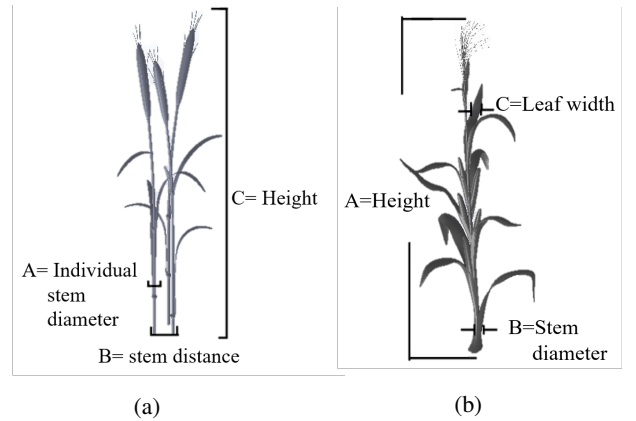 C= Height
A= Individual
stem
diameter
B= stem distance
(a)
C=Leaf width
A=Height
B=Stem
diameter
(b)